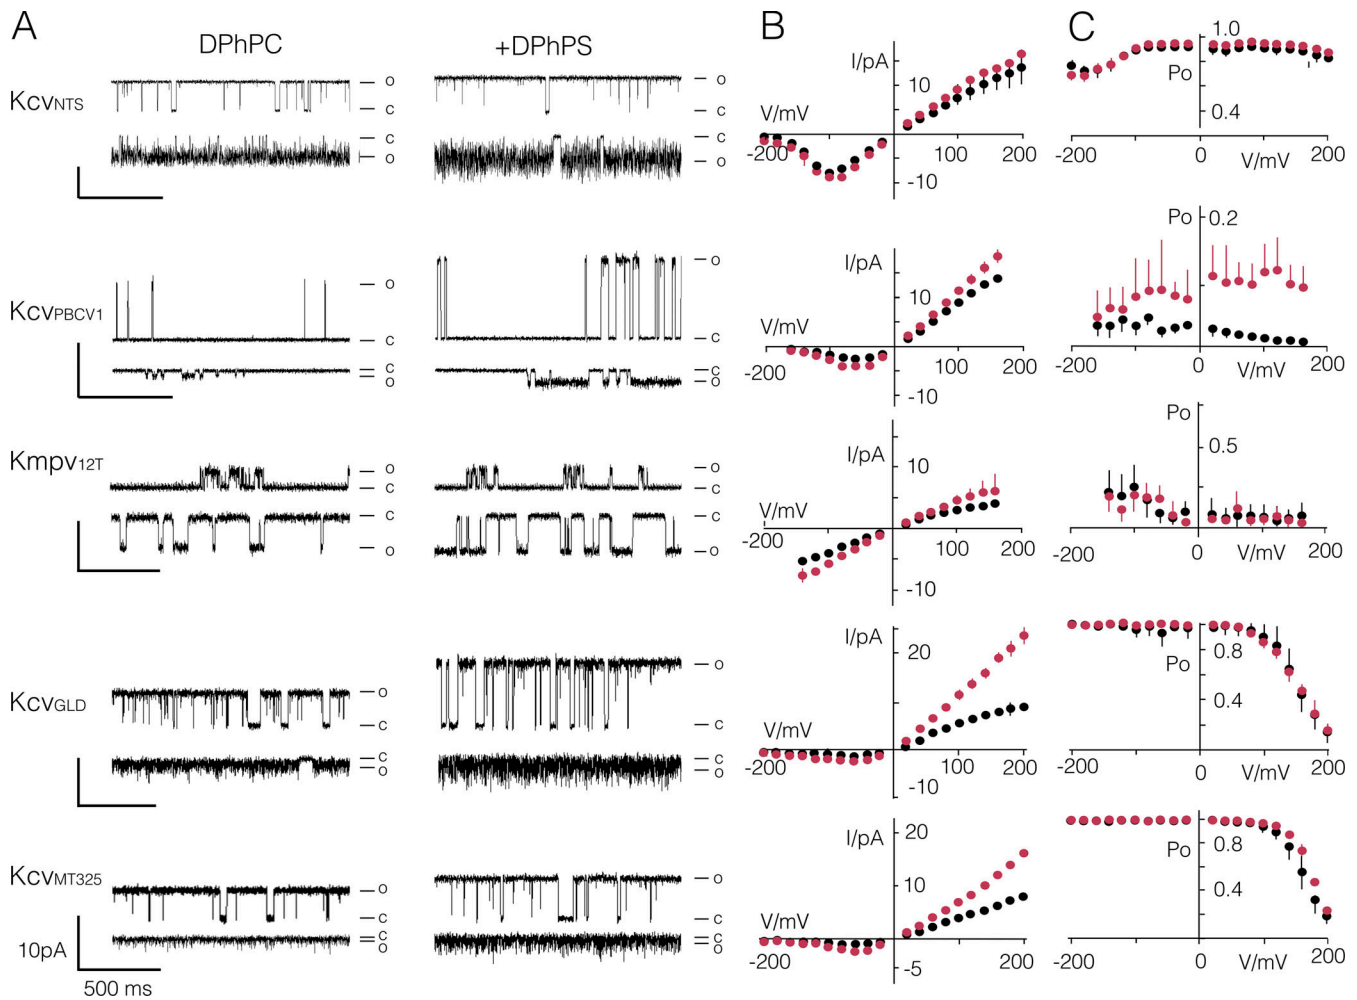 A B C
DPhPC +DPhPS
KcvNTS
o
c
c
o
o
c
c
o
I/pA
10
V/mV
-200
100
200
-10
1.0
Po
0.4
-200
0
V/mV
200
KcvPBCV1
o
c
c
o
o
c
c
o
I/pA
10
V/mV
-200
100
200
-10
Po
0.2
-200
0
V/mV
200
Kmpv12T
o
c
c
o
o
c
c
o
I/pA
10
V/mV
-200
100
200
-10
Po
0.5
-200
0
V/mV
200
KcvGLD
o
c
c
o
o
c
c
o
I/pA
20
V/mV
-200
100
200
-10
0.8
Po
0.4
-200
0
V/mV
200
KcvMT325
o
c
c
o
o
c
c
o
10pA
500 ms
I/pA
20
10
V/mV
-200
200
-5
0.8
Po
0.4
-200
0
V/mV
200